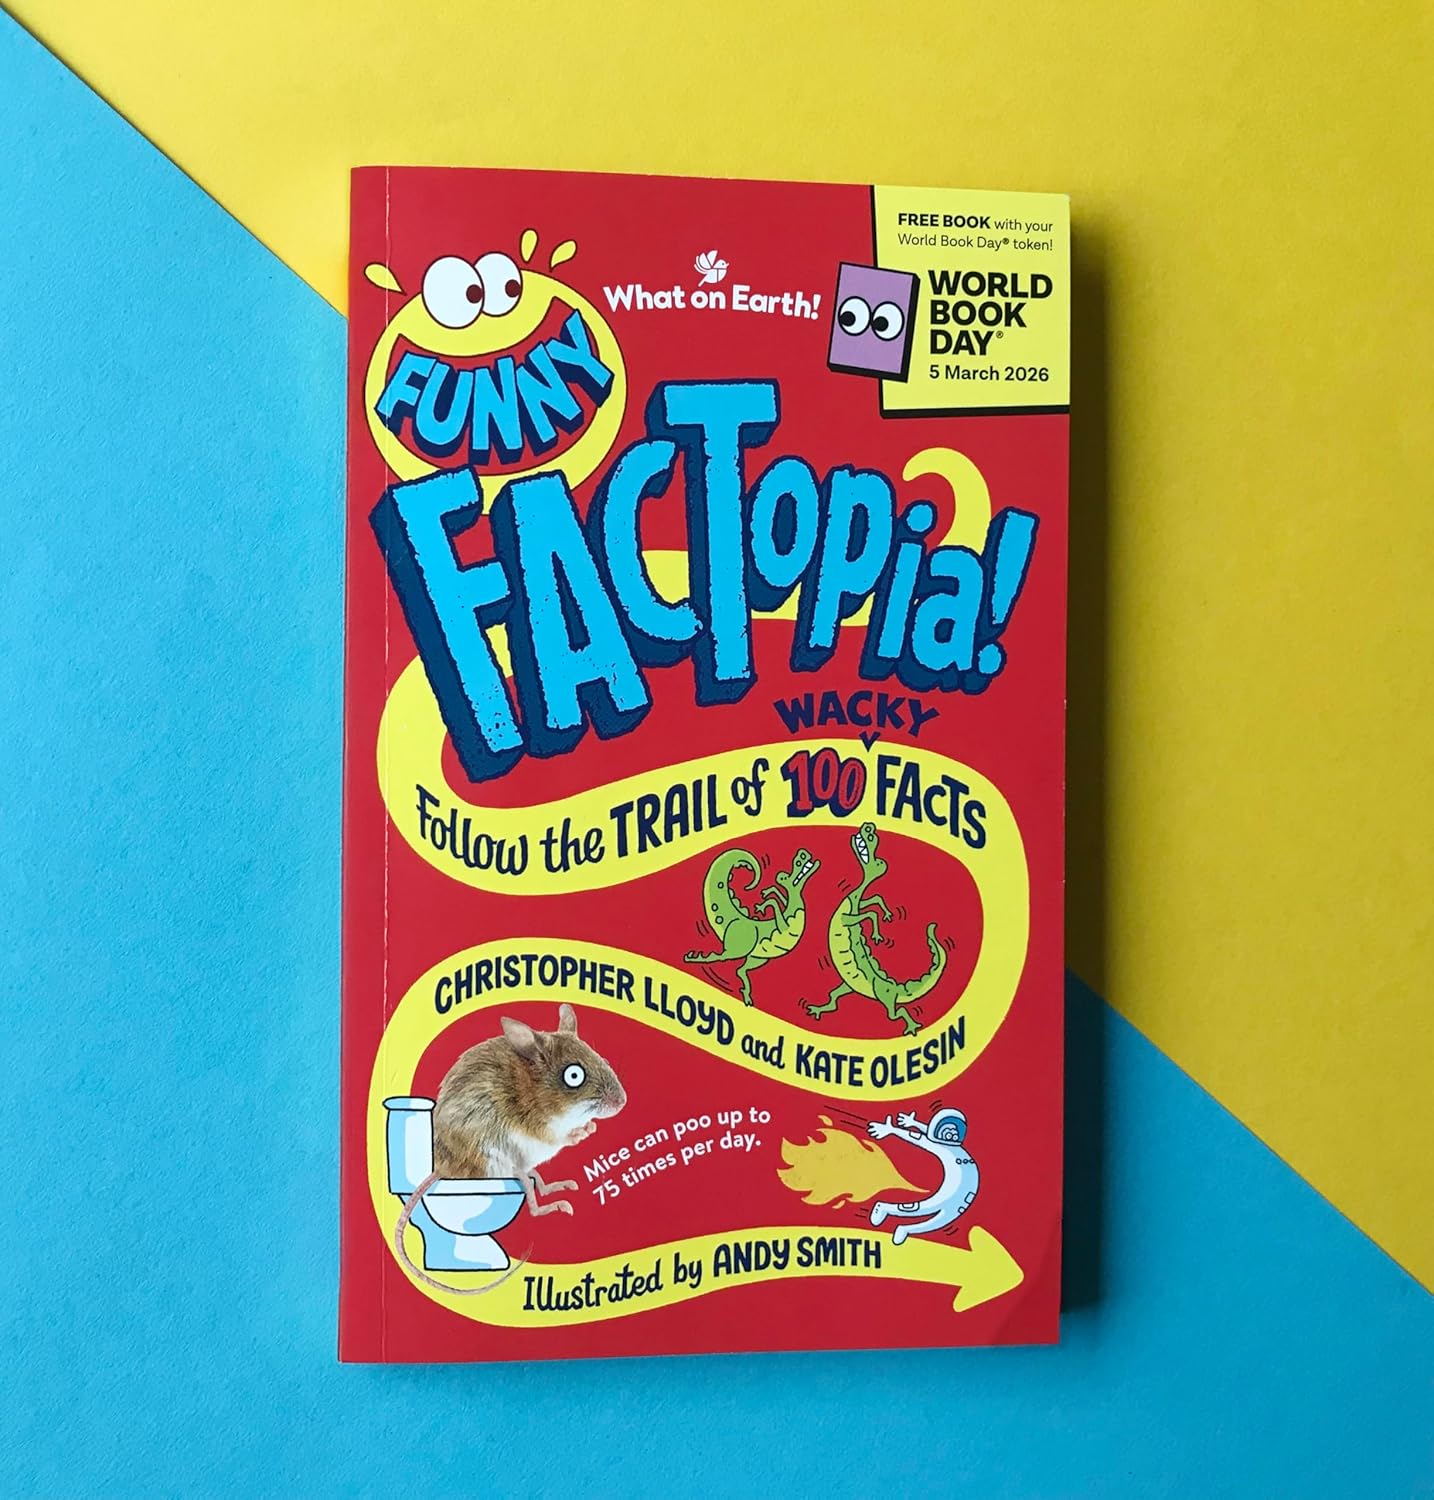 FREE BOOK with your
World Book Day® token!
WORLD
BOOK
DAY®
5 March 2026
What on Earth!
FUNNY
FACTopia!
WACKY
Follow the TRAIL of 100 FACTS
CHRISTOPHER LLOYD and KATE OLESIN
Mice can poo up to
75 times per day.
Illustrated by ANDY SMITH